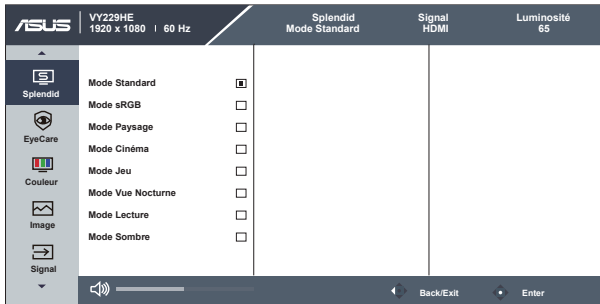 ASUS
VY229HE
1920 x 1080 | 60 Hz
Splendid
Mode Standard
Signal
HDMI
Luminosité
65
Splendid
EyeCare
Couleur
Image
Signal
Mode Standard
Mode sRGB
Mode Paysage
Mode Cinéma
Mode Jeu
Mode Vue Nocturne
Mode Lecture
Mode Sombre
Back/Exit
Enter